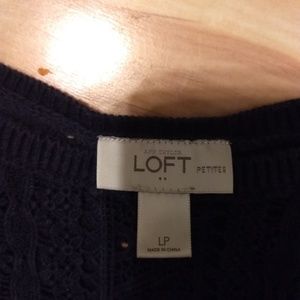 ANN TAYLOR
LOFT PETITES
LP
MADE IN CHINA